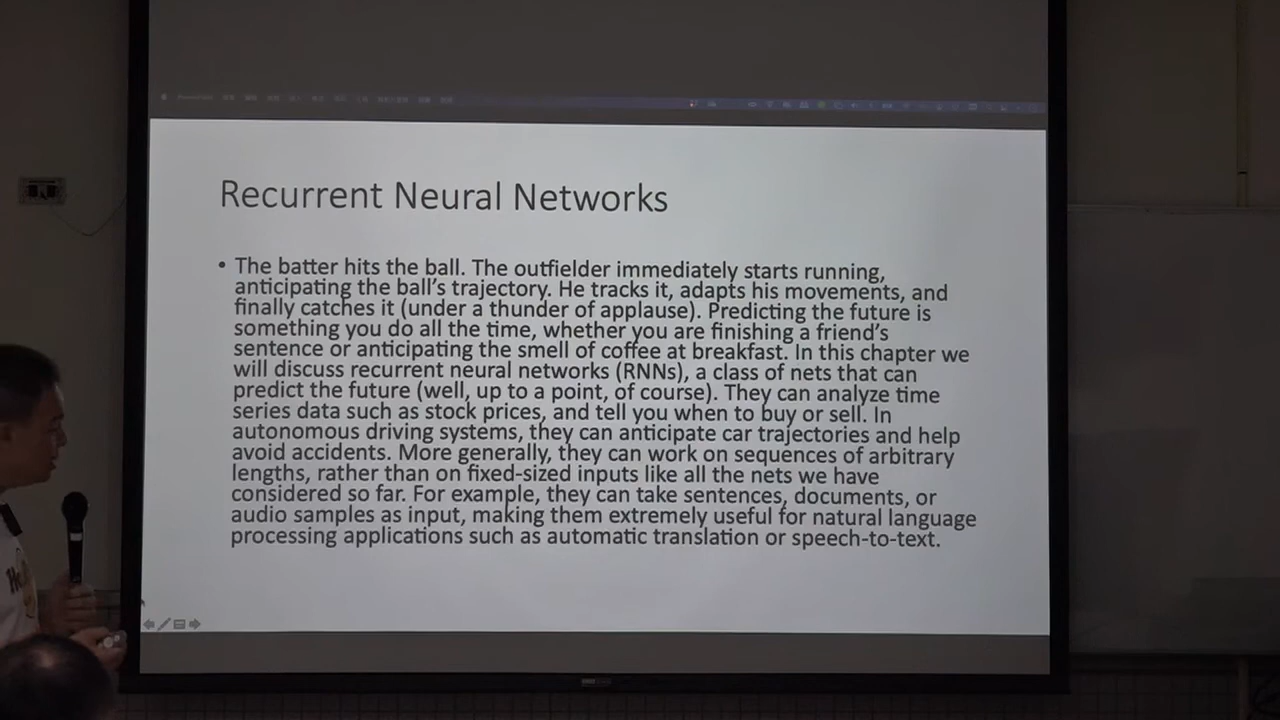 Recurrent Neural Networks
• The batter hits the ball. The outfielder immediately starts running,
anticipating the ball’s trajectory. He tracks it, adapts his movements, and
finally catches it (under a thunder of applause). Predicting the future is
something you do all the time, whether you are finishing a friend’s
sentence or anticipating the smell of coffee at breakfast. In this chapter we
will discuss recurrent neural networks (RNNs), a class of nets that can
predict the future (well, up to a point, of course). They can analyze time
series data such as stock prices, and tell you when to buy or sell. In
autonomous driving systems, they can anticipate car trajectories and help
avoid accidents. More generally, they can work on sequences of arbitrary
lengths, rather than on fixed-sized inputs like all the nets we have
considered so far. For example, they can take sentences, documents, or
audio samples as input, making them extremely useful for natural language
processing applications such as automatic translation or speech-to-text.